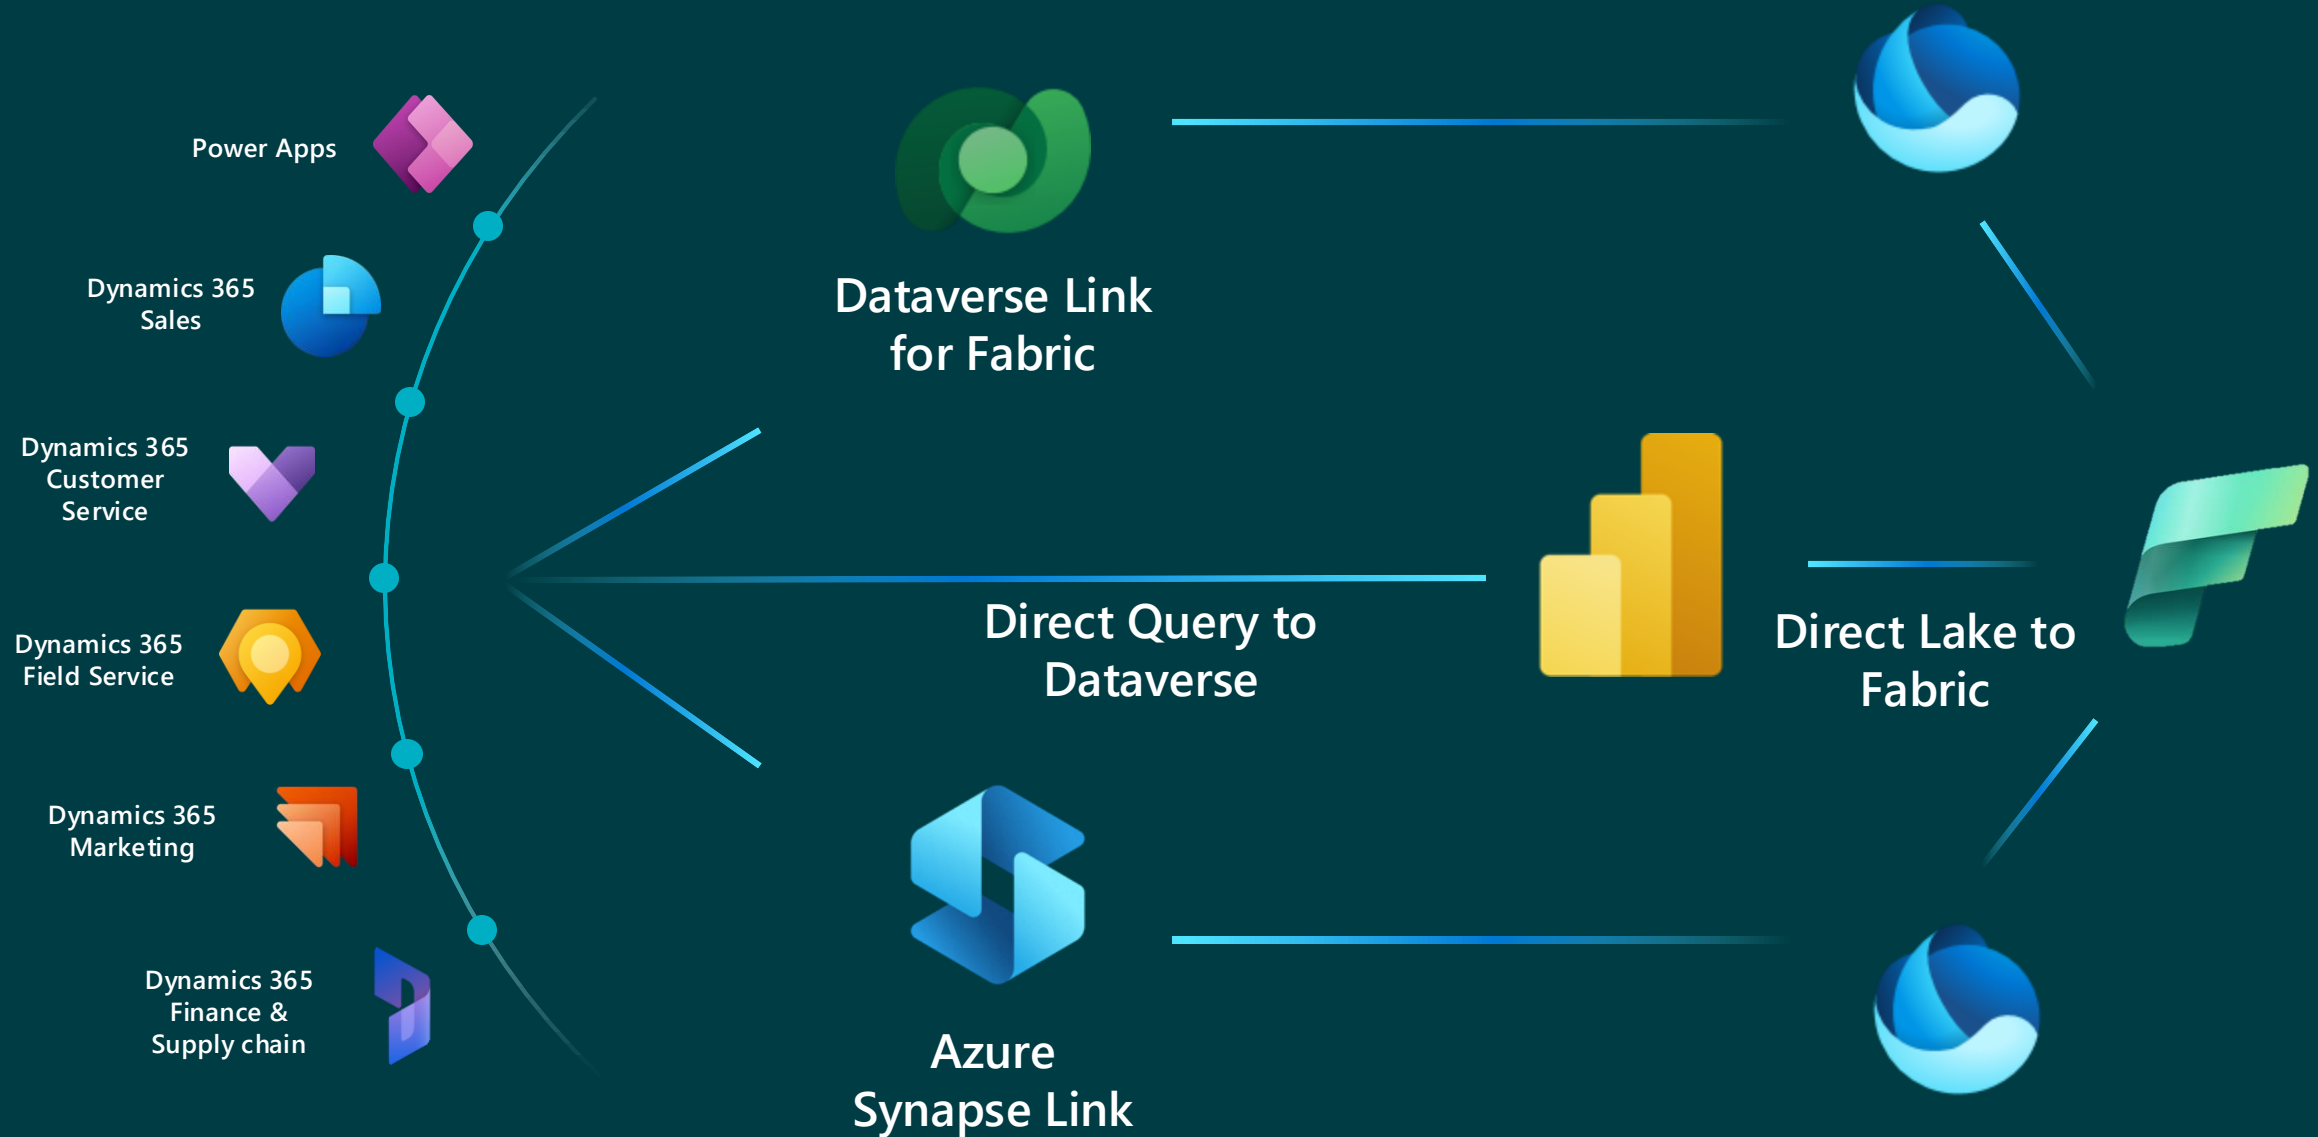 Power Apps
Dynamics 365
Sales
Dynamics 365
Customer
Service
Dynamics 365
Field Service
Dynamics 365
Marketing
Dynamics 365
Finance &
Supply chain
Dataverse Link
for Fabric
Direct Query to
Dataverse
Azure
Synapse Link
Direct Lake to
Fabric